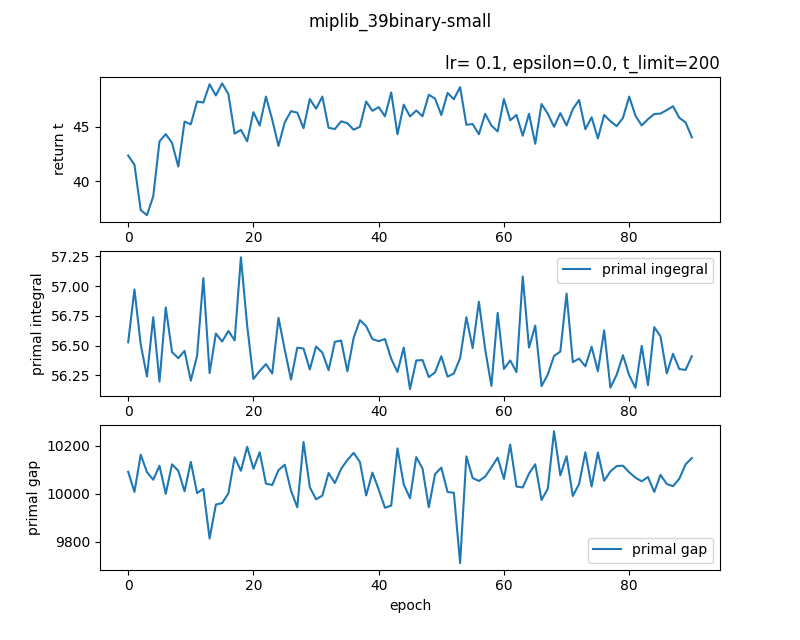 miplib_39binary-small
lr= 0.1, epsilon=0.0, t_limit=200
return t
45
40
0 20 40 60 80
primal integral
57.25
57.00
56.75
56.50
56.25
primal ingegral
0 20 40 60 80
primal gap
10200
10000
9800
primal gap
0 20 40 60 80
epoch